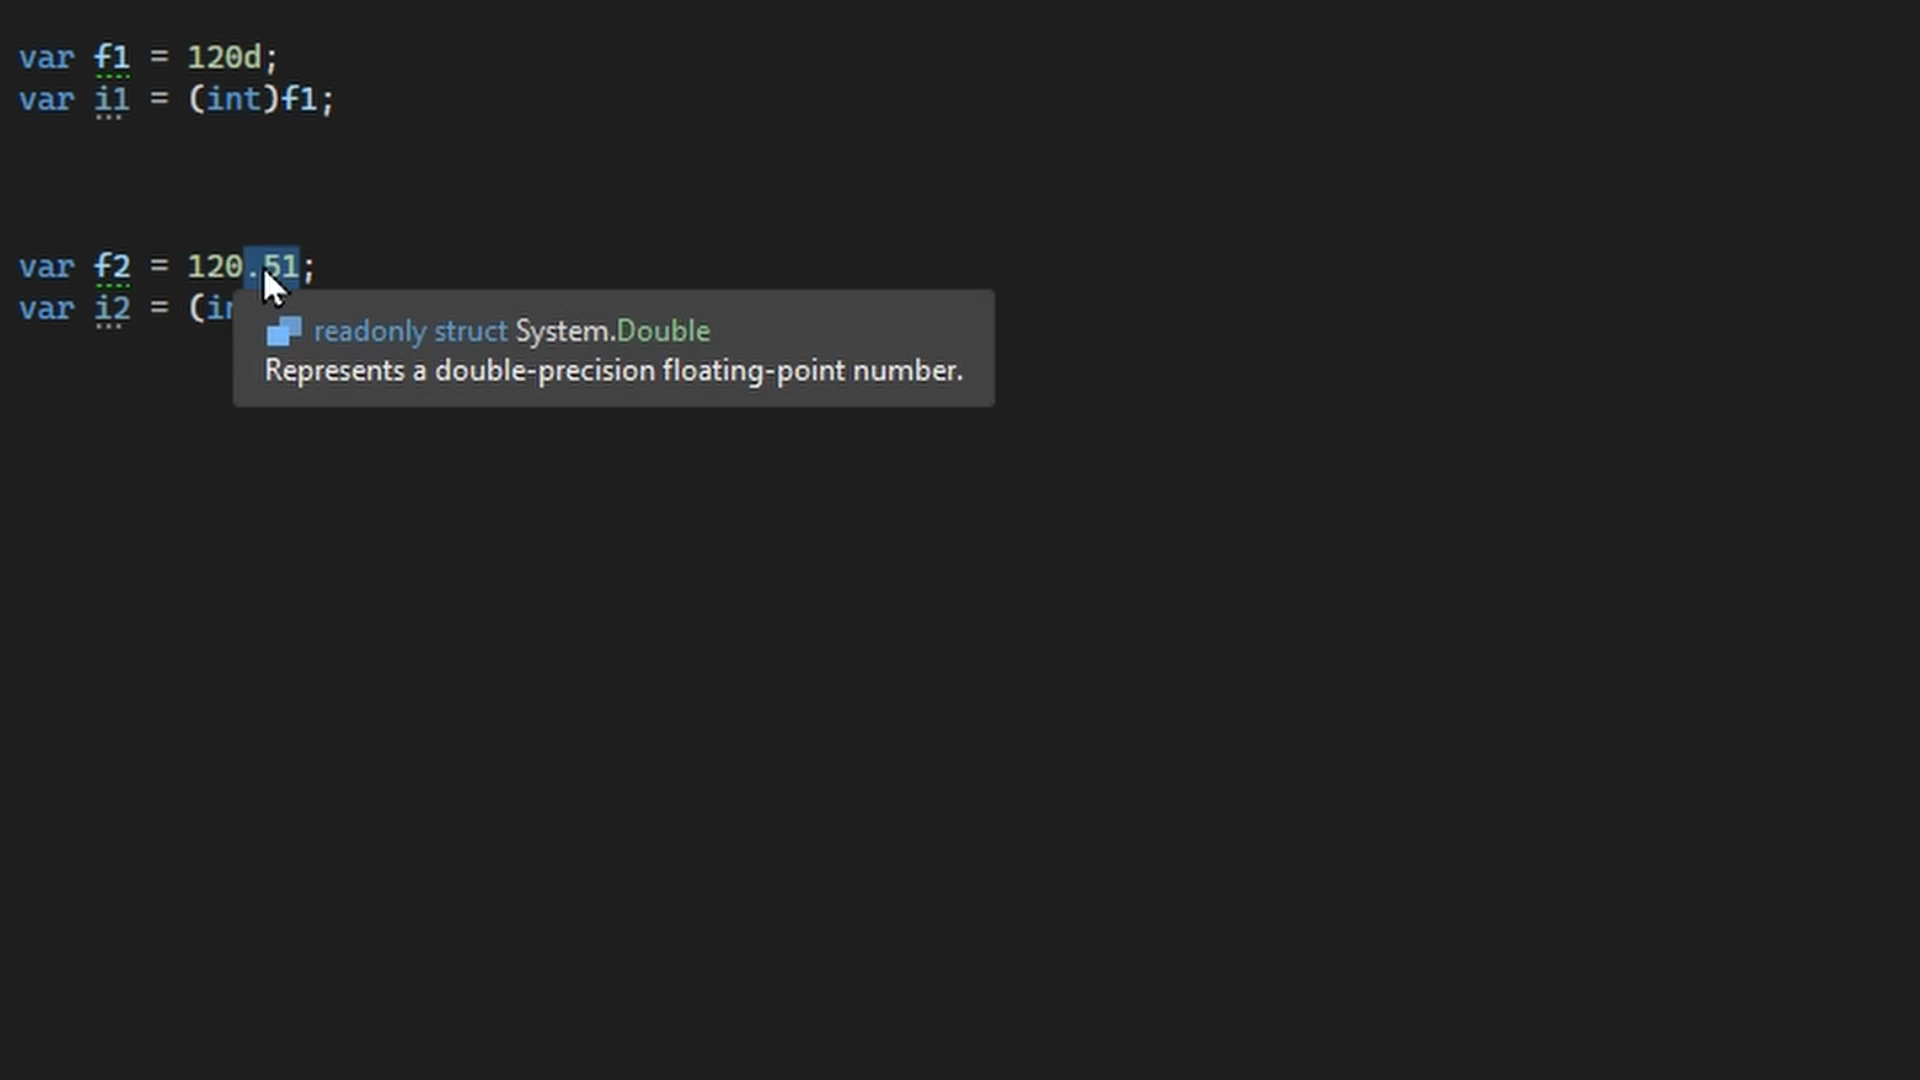 var f1 = 120d;
var i1 = (int)f1;
var f2 = 120.51;
var i2 = (in
readonly struct System.Double
Represents a double-precision floating-point number.